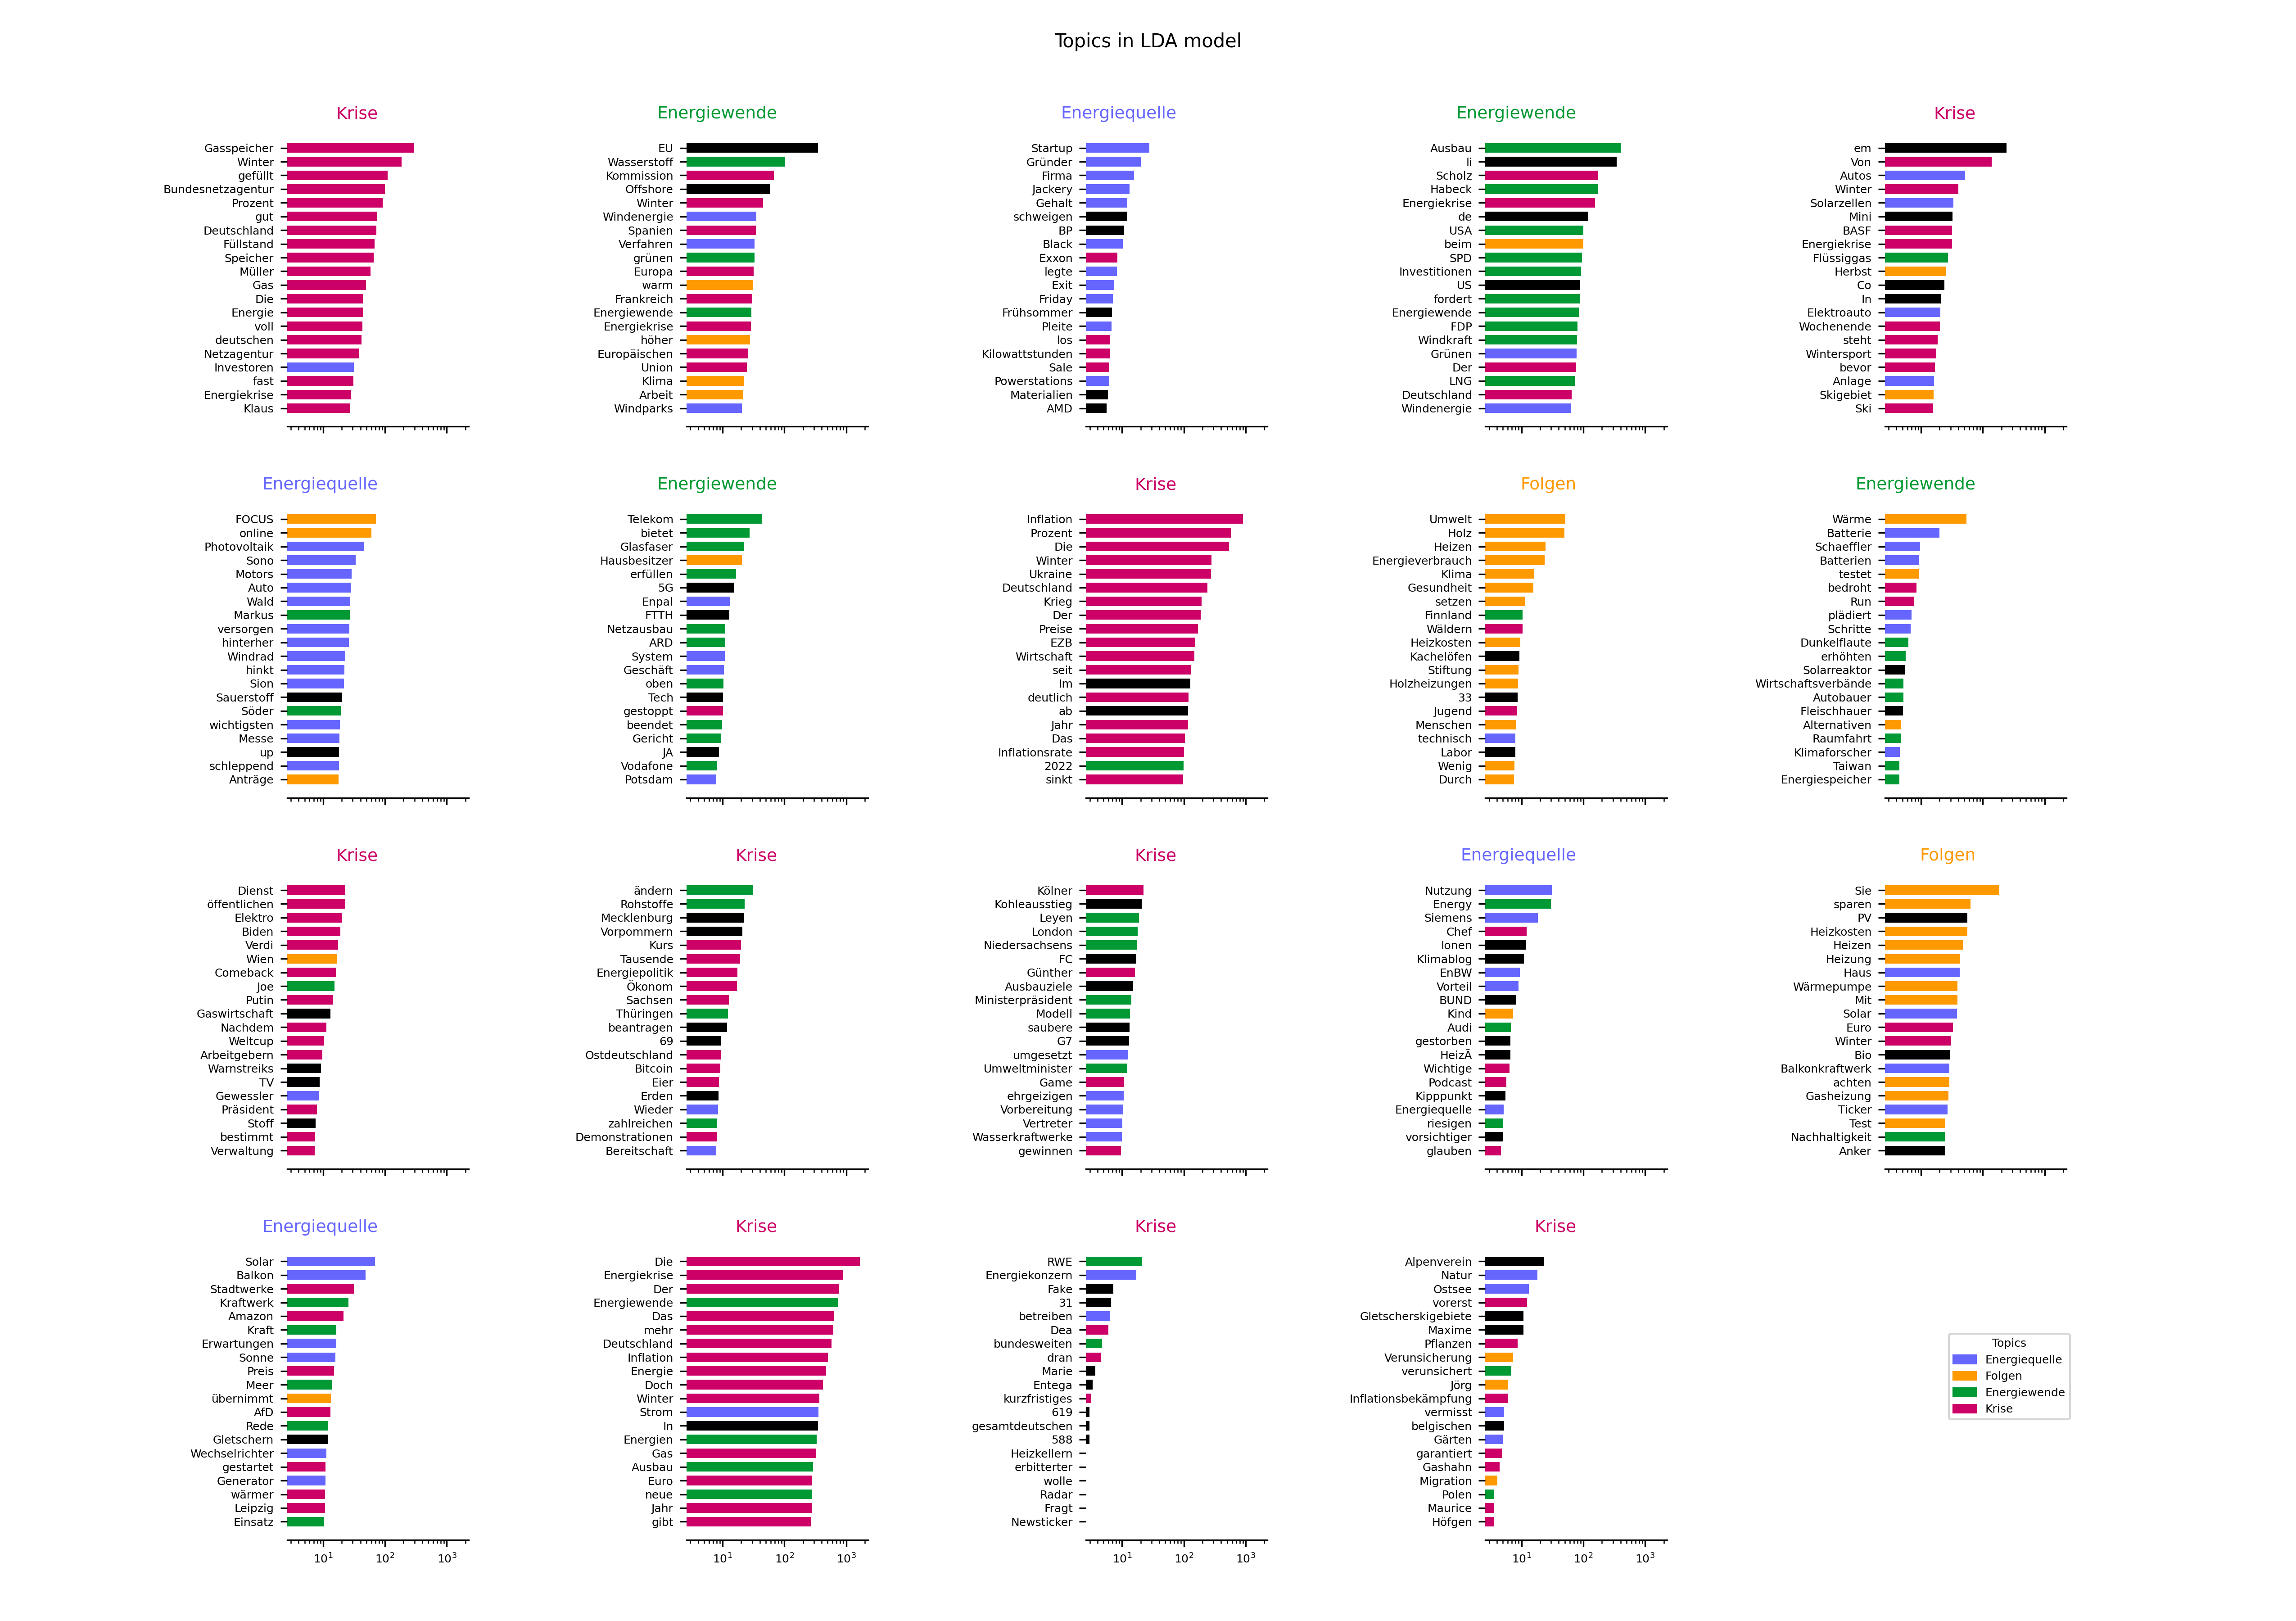 Topics in LDA model
Krise
Gasspeicher
Winter
gefüllt
Bundesnetzagentur
Prozent
gut
Deutschland
Füllstand
Speicher
Müller
Gas
Die
Energie
voll
deutschen
Netzagentur
Investoren
fast
Energiekrise
Klaus
Energiewende
EU
Wasserstoff
Kommission
Offshore
Winter
Windenergie
Spanien
Verfahren
grünen
Europa
warm
Frankreich
Energiewende
Energiekrise
höher
Europäischen
Union
Klima
Arbeit
Windparks
Energiequelle
Startup
Gründer
Firma
Jackery
Gehalt
schweigen
BP
Black
Exxon
legte
Exit
Friday
Frühsommer
Pleite
los
Kilowattstunden
Sale
Powerstations
Materialien
AMD
Energiewende
Ausbau
li
Scholz
Habeck
Energiekrise
de
USA
beim
SPD
Investitionen
US
fordert
Energiewende
FDP
Windkraft
Grünen
Der
LNG
Deutschland
Windenergie
Krise
em
Von
Autos
Winter
Solarzellen
Mini
BASF
Energiekrise
Flüssiggas
Herbst
Co
In
Elektroauto
Wochenende
steht
Wintersport
bevor
Anlage
Skigebiet
Ski
Energiequelle
FOCUS
online
Photovoltaik
Sono
Motors
Auto
Wald
Markus
versorgen
hinterher
Windrad
hinkt
Sion
Sauerstoff
Söder
wichtigsten
Messe
up
schleppend
Anträge
Energiewende
Telekom
bietet
Glasfaser
Hausbesitzer
erfüllen
5G
Enpal
FTTH
Netzausbau
ARD
System
Geschäft
oben
Tech
gestoppt
beendet
Gericht
JA
Vodafone
Potsdam
Krise
Inflation
Prozent
Die
Winter
Ukraine
Deutschland
Krieg
Der
Preise
EZB
Wirtschaft
seit
Im
deutlich
ab
Jahr
Das
Inflationsrate
2022
sinkt
Folgen
Umwelt
Holz
Heizen
Energieverbrauch
Klima
Gesundheit
setzen
Finnland
Wäldern
Heizkosten
Kachelöfen
Stiftung
Holzheizungen
33
Jugend
Menschen
technisch
Labor
Wenig
Durch
Energiewende
Wärme
Batterie
Schaeffler
Batterien
testet
bedroht
Run
plädiert
Schritte
Dunkelflaute
erhöhten
Solarreaktor
Wirtschaftsverbände
Autobauer
Fleischhauer
Alternativen
Raumfahrt
Klimaforscher
Taiwan
Energiespeicher
Krise
Dienst
öffentlichen
Elektro
Biden
Verdi
Wien
Comeback
Joe
Putin
Gaswirtschaft
Nachdem
Weltcup
Arbeitgebern
Warnstreiks
TV
Gewessler
Präsident
Stoff
bestimmt
Verwaltung
Krise
ändern
Rohstoffe
Mecklenburg
Vorpommern
Kurs
Tausende
Energiepolitik
Ökonom
Sachsen
Thüringen
beantragen
69
Ostdeutschland
Bitcoin
Eier
Erden
Wieder
zahlreichen
Demonstrationen
Bereitschaft
Krise
Kölner
Kohleausstieg
Leyen
London
Niedersachsens
FC
Günther
Ausbauziele
Ministerpräsident
Modell
saubere
G7
umgesetzt
Umweltminister
Game
ehrgeizigen
Vorbereitung
Vertreter
Wasserkraftwerke
gewinnen
Energiequelle
Nutzung
Energy
Siemens
Chef
Ionen
Klimablog
EnBW
Vorteil
BUND
Kind
Audi
gestorben
HeizÃ
Wichtige
Podcast
Kipppunkt
Energiequelle
riesigen
vorsichtiger
glauben
Folgen
Sie
sparen
PV
Heizkosten
Heizen
Heizung
Haus
Wärmepumpe
Mit
Solar
Euro
Winter
Bio
Balkonkraftwerk
achten
Gasheizung
Ticker
Test
Nachhaltigkeit
Anker
Energiequelle
Solar
Balkon
Stadtwerke
Kraftwerk
Amazon
Kraft
Erwartungen
Sonne
Preis
Meer
übernimmt
AfD
Rede
Gletschern
Wechselrichter
gestartet
Generator
wärmer
Leipzig
Einsatz
10¹ 10² 10³
Krise
Die
Energiekrise
Der
Energiewende
Das
mehr
Deutschland
Inflation
Energie
Doch
Winter
Strom
In
Energien
Gas
Ausbau
Euro
neue
Jahr
gibt
10¹ 10² 10³
Krise
RWE
Energiekonzern
Fake
31
betreiben
Dea
bundesweiten
dran
Marie
Entega
kurzfristiges
619
gesamtdeutschen
588
Heizkellern
erbitterter
wolle
Radar
Fragt
Newsticker
10¹ 10² 10³
Krise
Alpenverein
Natur
Ostsee
vorerst
Gletscherskigebiete
Maxime
Pflanzen
Verunsicherung
verunsichert
Jörg
Inflationsbekämpfung
vermisst
belgischen
Gärten
garantiert
Gashahn
Migration
Polen
Maurice
Höfgen
10¹ 10² 10³
Topics
Energiequelle
Folgen
Energiewende
Krise